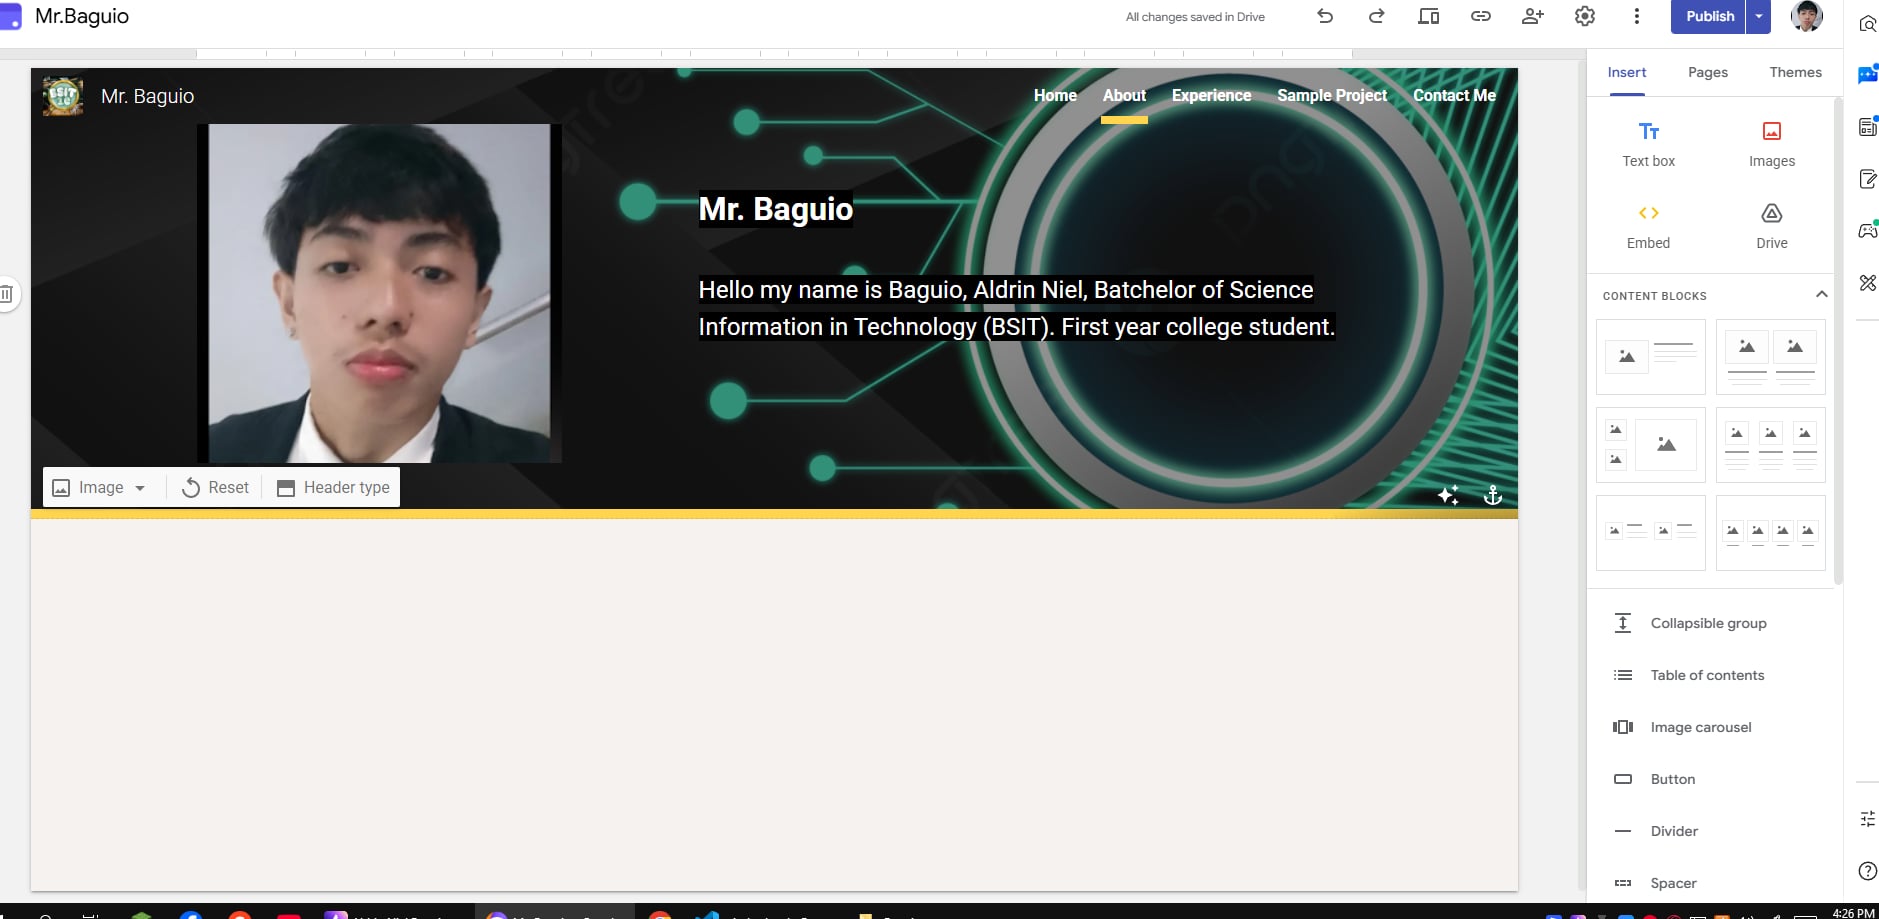 Mr.Baguio
All changes saved in Drive
Publish
BSIT
Mr. Baguio
Home About Experience Sample Project Contact Me
Mr. Baguio
Hello my name is Baguio, Aldrin Niel, Batchelor of Science
Information in Technology (BSIT). First year college student.
Image
Reset
Header type
Insert Pages Themes
Text box
Images
Embed
Drive
CONTENT BLOCKS
Collapsible group
Table of contents
Image carousel
Button
Divider
Spacer
4:26 PM